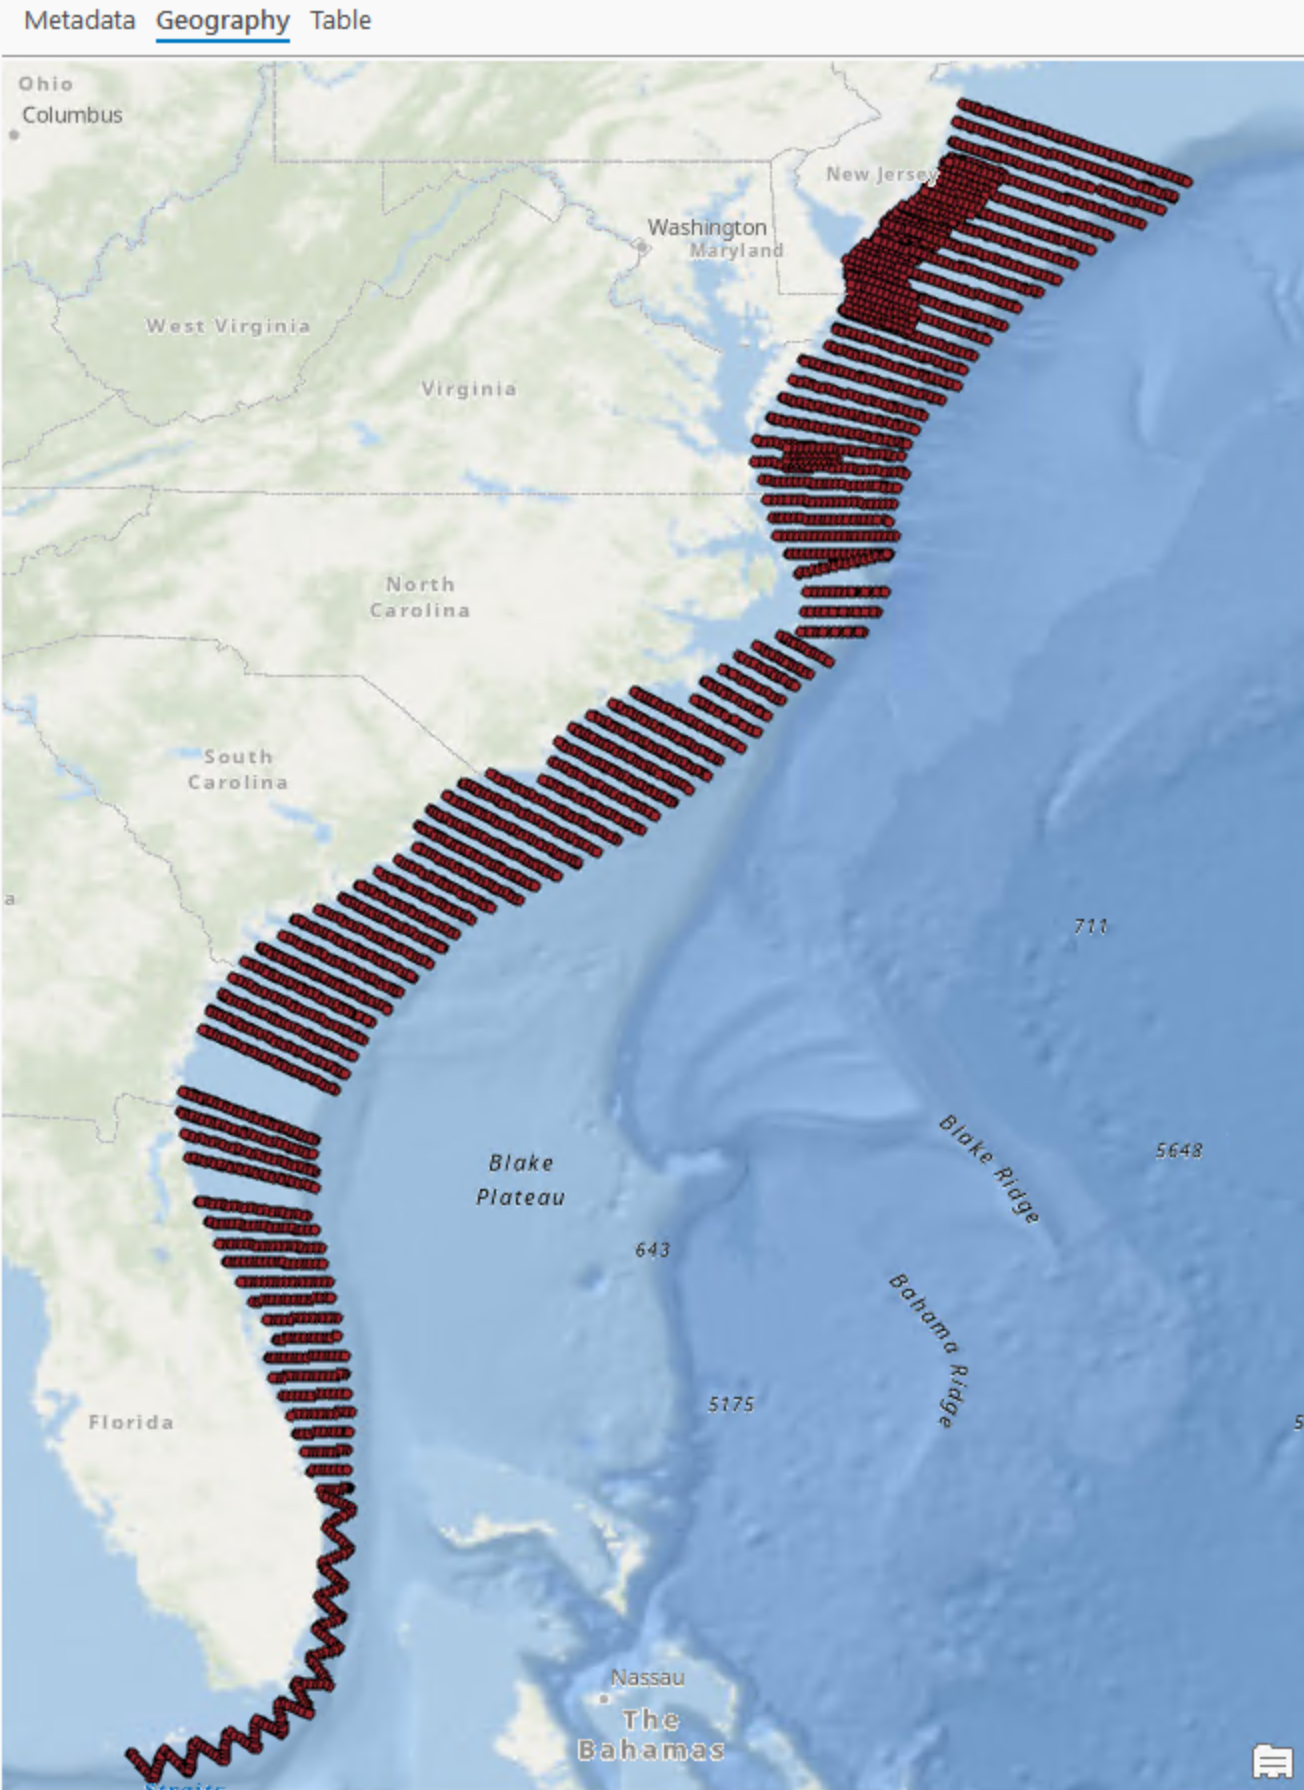 Metadata Geography Table
Ohio
Columbus
New Jersey
Washington
Maryland
West Virginia
Virginia
North
Carolina
South
Carolina
a
711
Blake Ridge
5648
Blake
Plateau
643
Bahama Ridge
5175
5
Florida
Nassau
The
Bahamas
Straits